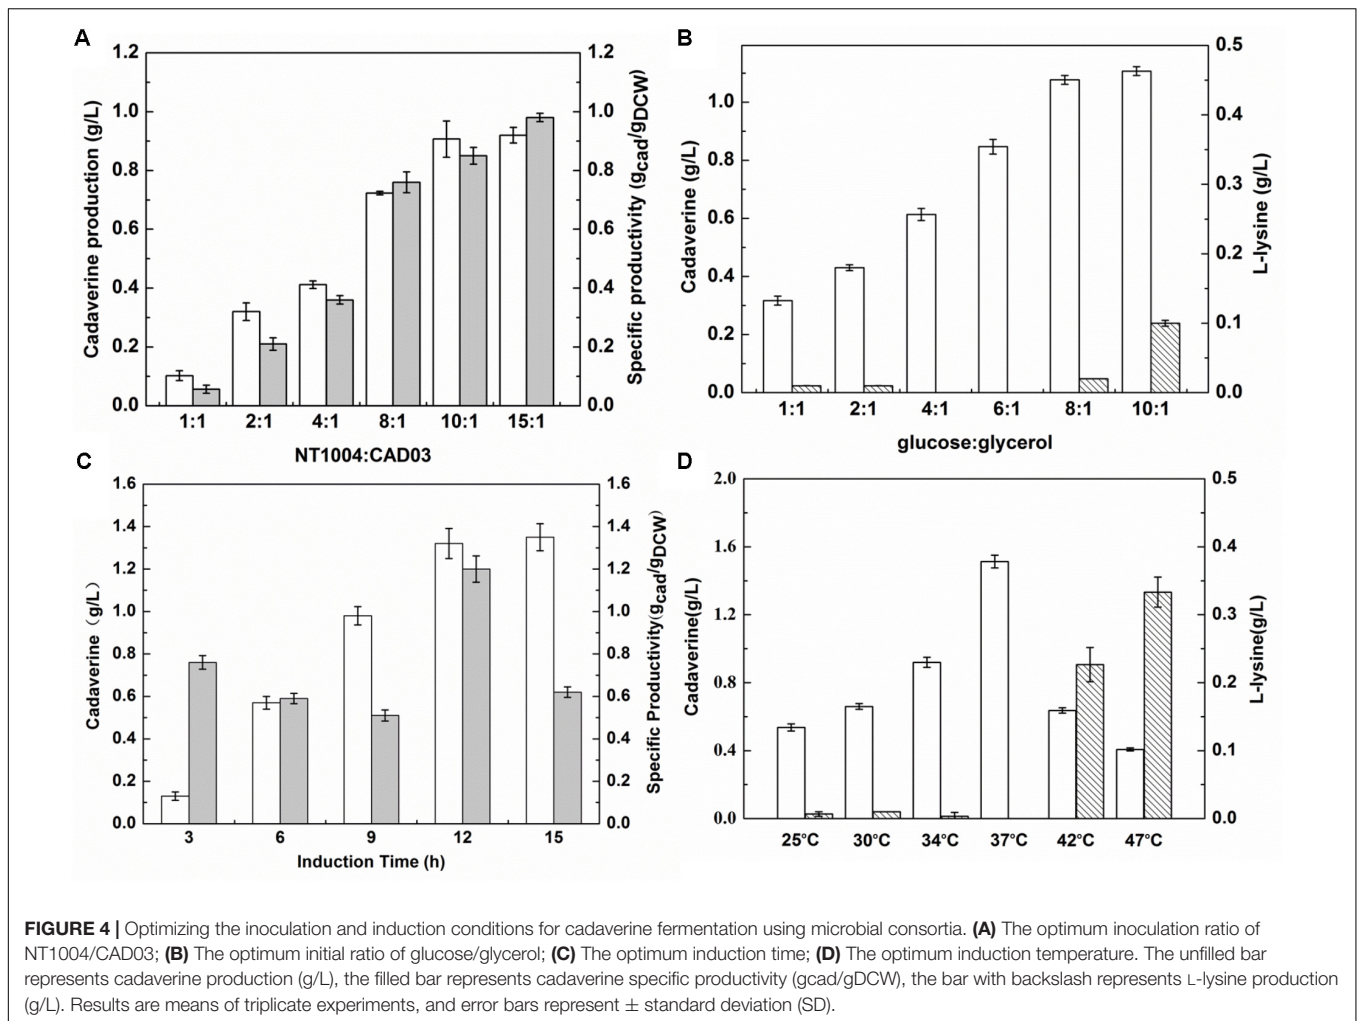 A
1.2
1.0
0.8
0.6
0.4
0.2
0.0
Cadaverine production (g/L)
1:1 2:1 4:1 8:1 10:1 15:1
NT1004:CAD03
1.2
1.0
0.8
0.6
0.4
0.2
0.0
Specific productivity (gcad/gDCW)
B
1.0
0.8
0.6
0.4
0.2
0.0
Cadaverine (g/L)
1:1 2:1 4:1 6:1 8:1 10:1
glucose:glycerol
0.5
0.4
0.3
0.2
0.1
0.0
L-lysine (g/L)
C
1.6
1.4
1.2
1.0
0.8
0.6
0.4
0.2
0.0
Cadaverine （g/L）
3 6 9 12 15
Induction Time (h)
1.6
1.4
1.2
1.0
0.8
0.6
0.4
0.2
0.0
Specific Productivity(gcad/gDCW)
D
2.0
1.6
1.2
0.8
0.4
0.0
Cadaverine(g/L)
25°C 30°C 34°C 37°C 42°C 47°C
0.5
0.4
0.3
0.2
0.1
0.0
L-lysine(g/L)
FIGURE 4 | Optimizing the inoculation and induction conditions for cadaverine fermentation using microbial consortia. (A) The optimum inoculation ratio of
NT1004/CAD03; (B) The optimum initial ratio of glucose/glycerol; (C) The optimum induction time; (D) The optimum induction temperature. The unfilled bar
represents cadaverine production (g/L), the filled bar represents cadaverine specific productivity (gcad/gDCW), the bar with backslash represents L-lysine production
(g/L). Results are means of triplicate experiments, and error bars represent ± standard deviation (SD).